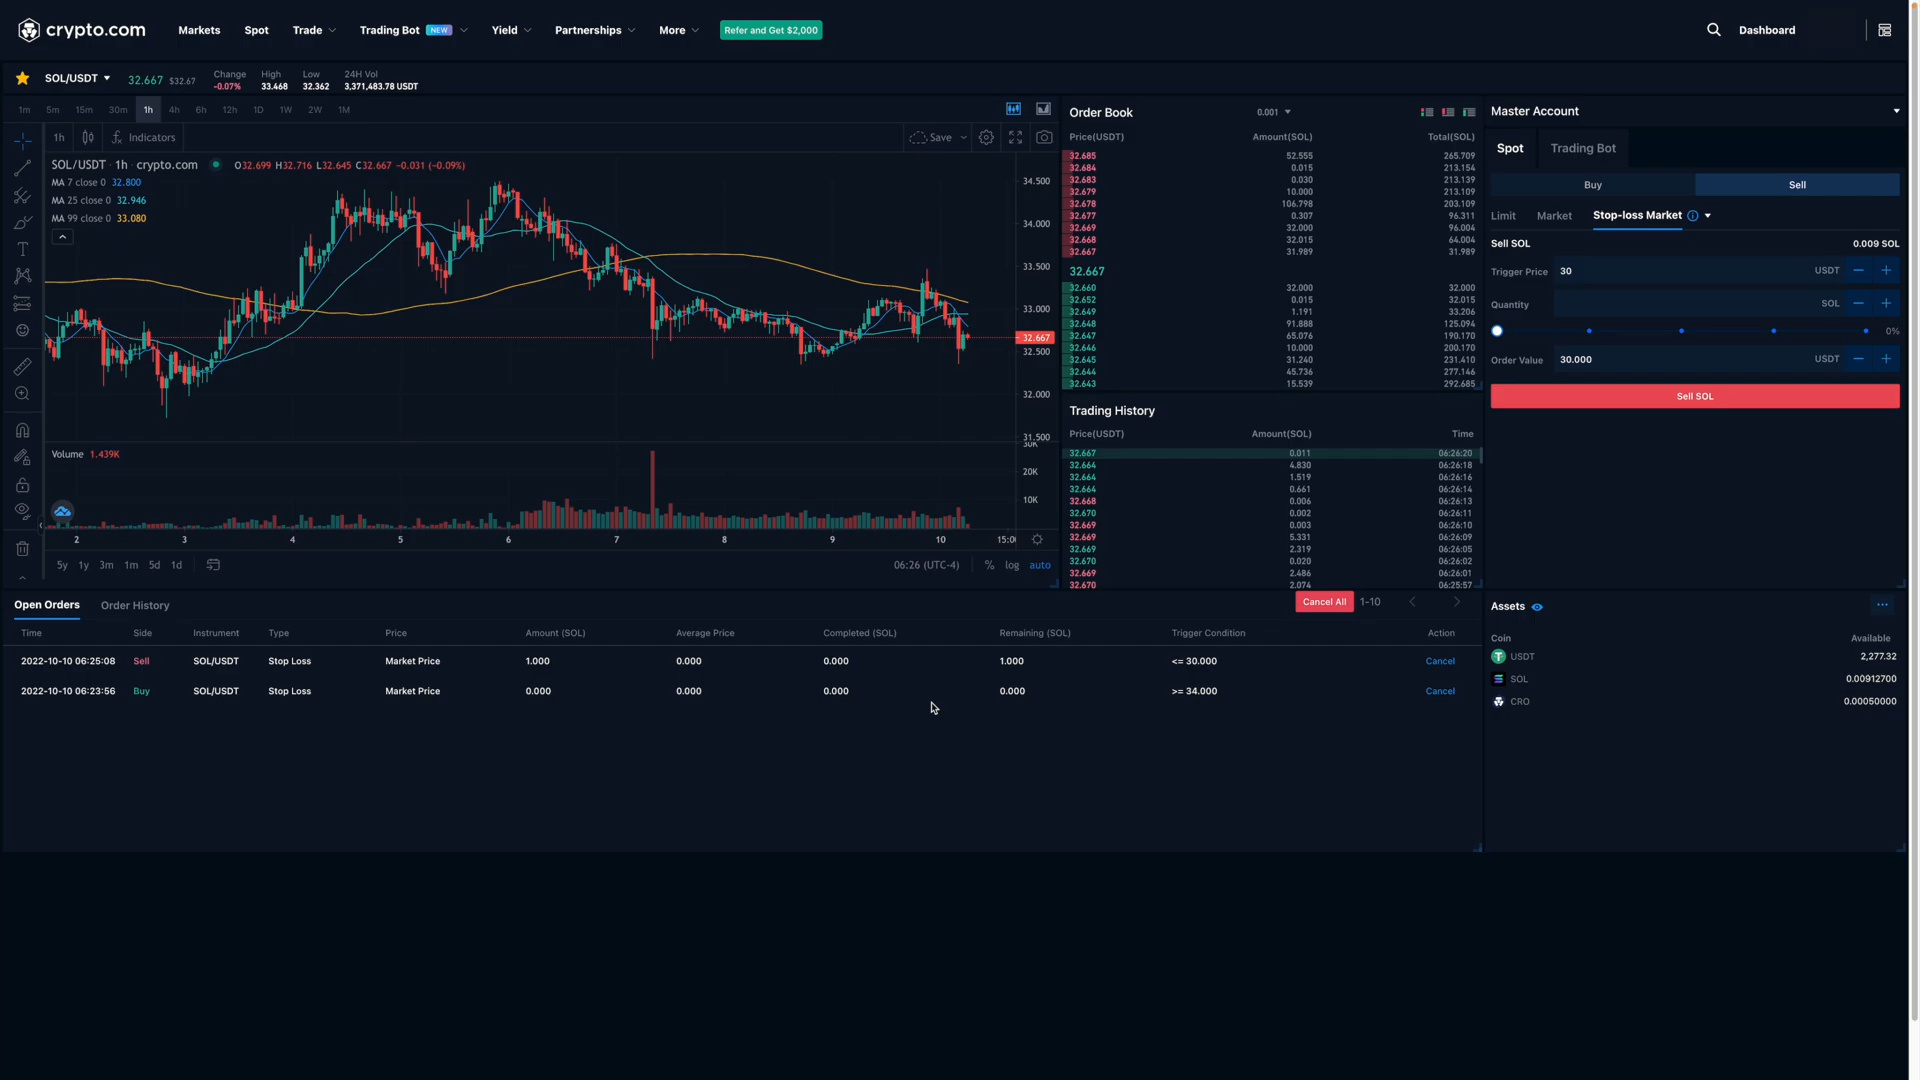 crypto.com Markets Spot Trade Trading Bot NEW Yield Partnerships More Refer and Get $2,000 Dashboard
SOL/USDT 32.667 $32.67 Change -0.07% High 33.468 Low 32.362 24H Vol 3,371,483.78 USDT
1m 5m 15m 30m 1h 4h 6h 12h 1D 1W 2W 1M
1h Indicators Save
SOL/USDT · 1h · crypto.com O32.699 H32.716 L32.645 C32.667 −0.031 (−0.09%)
MA 7 close 0 32.800
MA 25 close 0 32.946
MA 99 close 0 33.080
34.500
34.000
33.500
33.000
32.667
32.500
32.000
31.500
Volume 1.439K
30K
20K
10K
2 3 4 5 6 7 8 9 10 15:0
5y 1y 3m 1m 5d 1d 06:26 (UTC-4) % log auto
Order Book 0.001
Price(USDT) Amount(SOL) Total(SOL)
32.685 52.555 265.709
32.684 0.015 213.154
32.683 0.030 213.139
32.679 10.000 213.109
32.678 106.798 203.109
32.677 0.307 96.311
32.669 32.000 96.004
32.668 32.015 64.004
32.667 31.989 31.989
32.667
32.660 32.000 32.000
32.652 0.015 32.015
32.649 1.191 33.206
32.648 91.888 125.094
32.647 65.076 190.170
32.646 10.000 200.170
32.645 31.240 231.410
32.644 45.736 277.146
32.643 15.539 292.685
Trading History
Price(USDT) Amount(SOL) Time
32.667 0.011 06:26:20
32.664 4.830 06:26:18
32.664 1.519 06:26:16
32.664 0.661 06:26:14
32.668 0.006 06:26:13
32.670 0.002 06:26:11
32.669 0.003 06:26:10
32.669 5.331 06:26:09
32.669 2.319 06:26:05
32.670 0.020 06:26:02
32.669 2.486 06:26:01
32.670 2.074 06:25:57
Master Account
Spot Trading Bot
Buy Sell
Limit Market Stop-loss Market
Sell SOL 0.009 SOL
Trigger Price 30 USDT
Quantity SOL
0%
Order Value 30.000 USDT
Sell SOL
Open Orders Order History Cancel All 1-10
Time Side Instrument Type Price Amount (SOL) Average Price Completed (SOL) Remaining (SOL) Trigger Condition Action
2022-10-10 06:25:08 Sell SOL/USDT Stop Loss Market Price 1.000 0.000 0.000 1.000 <= 30.000 Cancel
2022-10-10 06:23:56 Buy SOL/USDT Stop Loss Market Price 0.000 0.000 0.000 0.000 >= 34.000 Cancel
Assets
Coin Available
USDT 2,277.32
SOL 0.00912700
CRO 0.00050000